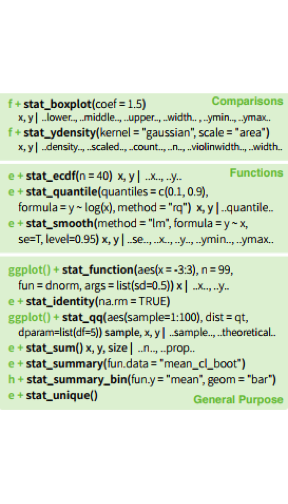 f + stat_boxplot(coef = 1.5) Comparisons
x, y | ..lower.., ..middle.., ..upper.., ..width.. , ..ymin.., ..ymax..
f + stat_ydensity(kernel = "gaussian", scale = "area")
x, y | ..density.., ..scaled.., ..count.., ..n.., ..violinwidth.., ..width..
e + stat_ecdf(n = 40) x, y | ..x.., ..y.. Functions
e + stat_quantile(quantiles = c(0.1, 0.9),
formula = y ~ log(x), method = "rq") x, y | ..quantile..
e + stat_smooth(method = "lm", formula = y ~ x,
se=T, level=0.95) x, y | ..se.., ..x.., ..y.., ..ymin.., ..ymax..
ggplot() + stat_function(aes(x = -3:3), n = 99,
fun = dnorm, args = list(sd=0.5)) x | ..x.., ..y..
e + stat_identity(na.rm = TRUE)
ggplot() + stat_qq(aes(sample=1:100), dist = qt,
dparam=list(df=5)) sample, x, y | ..sample.., ..theoretical..
e + stat_sum() x, y, size | ..n.., ..prop..
e + stat_summary(fun.data = "mean_cl_boot")
h + stat_summary_bin(fun.y = "mean", geom = "bar")
e + stat_unique() General Purpose